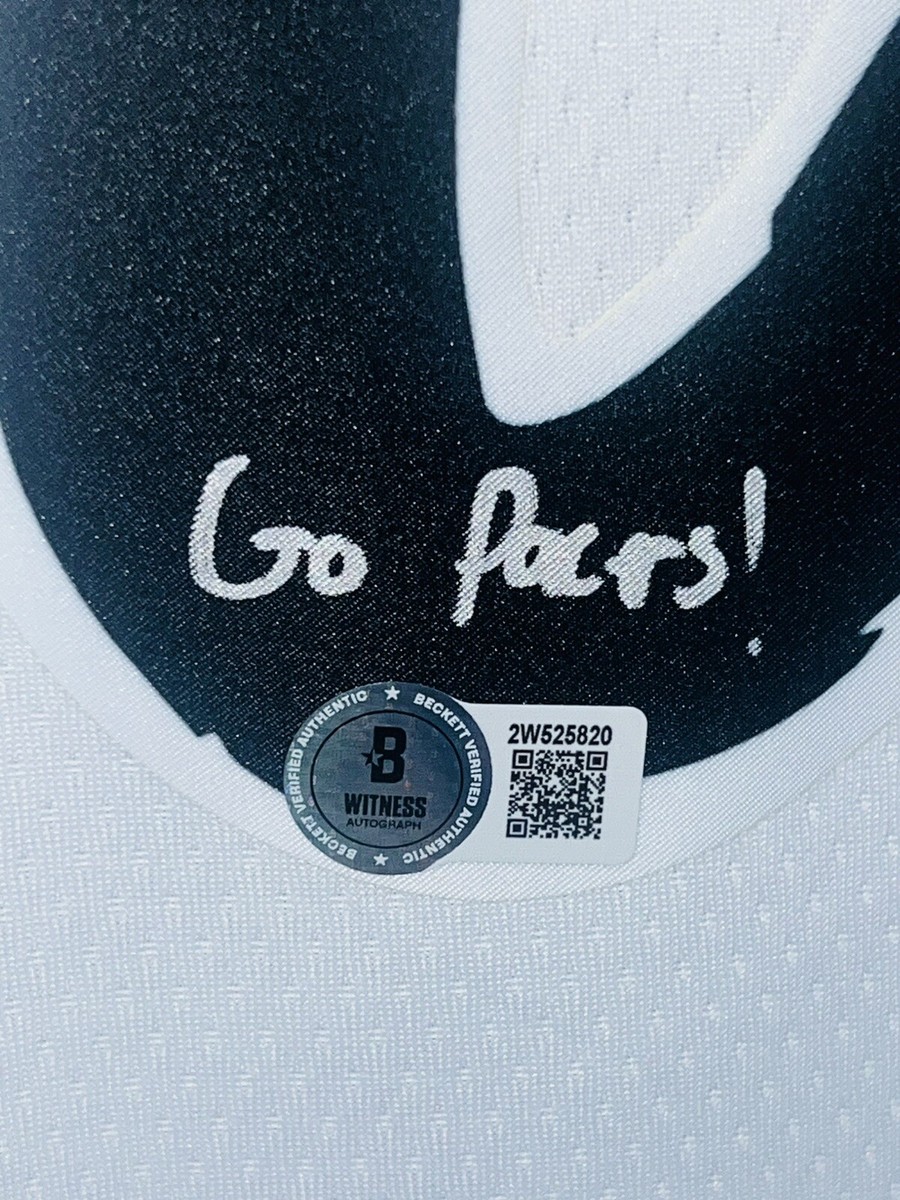 Go Pacers!
BECKETT VERIFIED AUTHENTIC ★ BECKETT VERIFIED AUTHENTIC ★
B
WITNESS
AUTOGRAPH
2W525820